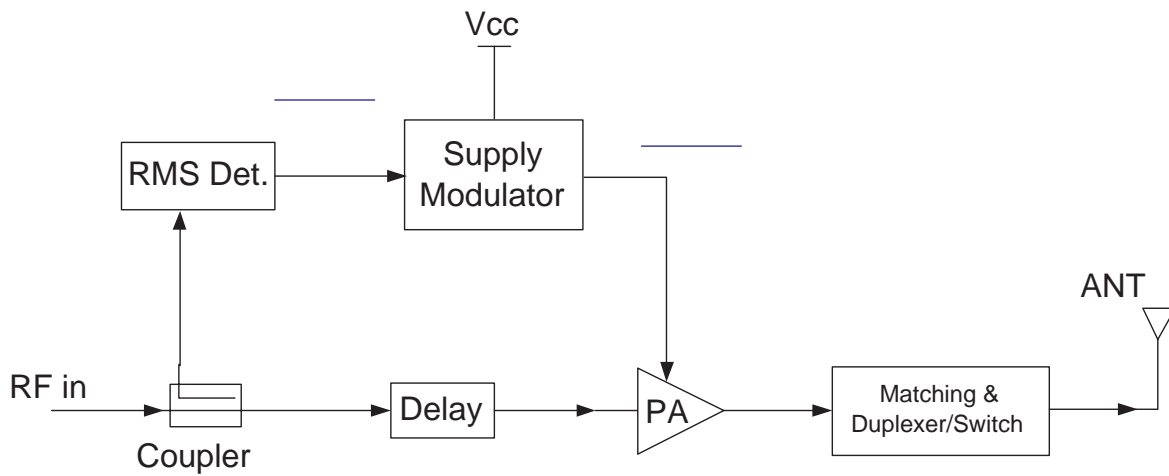 Vcc
RMS Det.
Supply
Modulator
ANT
RF in
Coupler
Delay
PA
Matching &
Duplexer/Switch